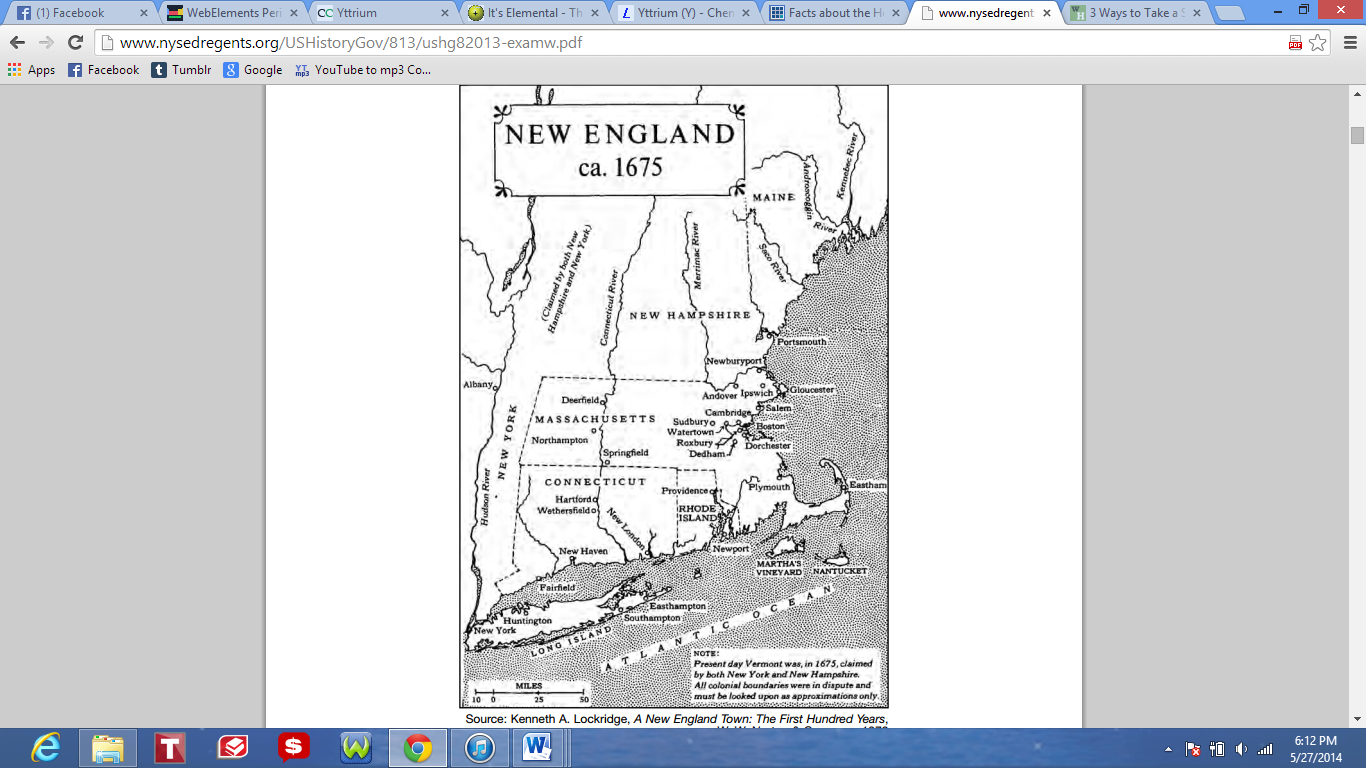 (1) Facebook
WebElements Peri
Yttrium
It's Elemental - Th
Yttrium (Y) - Chen
Facts about the H
www.nysedregent
3 Ways to Take a S
www.nysedregents.org/USHistoryGov/813/ushg82013-examw.pdf
Apps
Facebook
Tumblr
Google
YouTube to mp3 Co...
NEW ENGLAND
ca. 1675
MAINE
Androscoggin
River
Kennebec River
Saco River
Merrimac River
Connecticut River
(Claimed by both New
Hampshire and New York)
NEW HAMPSHIRE
Portsmouth
Newburyport
Albany
Andover
Ipswich
Gloucester
Deerfield
Cambridge
Salem
MASSACHUSETTS
Sudbury
Boston
Watertown
Northampton
Roxbury
Dorchester
Dedham
Springfield
NEW YORK
Hudson River
CONNECTICUT
Providence
Plymouth
Eastham
Hartford
Wethersfield
RHODE
ISLAND
New London
New Haven
Newport
MARTHA'S
VINEYARD
NANTUCKET
Fairfield
Easthampton
Southampton
Huntington
New York
LONG ISLAND
ATLANTIC OCEAN
NOTE:
Present day Vermont was, in 1675, claimed
by both New York and New Hampshire.
All colonial boundaries were in dispute and
must be looked upon as approximations only.
MILES
10 0 25 50
Source: Kenneth A. Lockridge, A New England Town: The First Hundred Years,
6:12 PM
5/27/2014